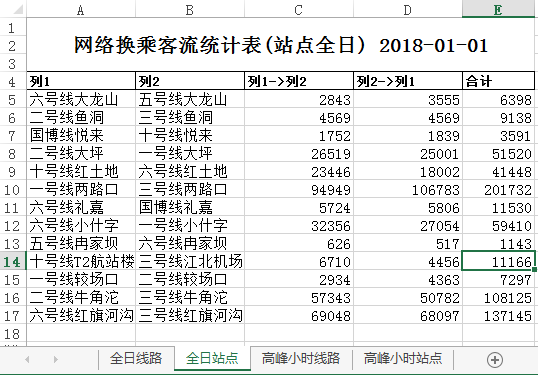 A B C D E
1
2 网络换乘客流统计表(站点全日) 2018-01-01
3
4 列1 列2 列1->列2 列2->列1 合计
5 六号线大龙山 五号线大龙山 2843 3555 6398
6 二号线鱼洞 三号线鱼洞 4569 4569 9138
7 国博线悦来 十号线悦来 1752 1839 3591
8 二号线大坪 一号线大坪 26519 25001 51520
9 十号线红土地 六号线红土地 23446 18002 41448
10 一号线两路口 三号线两路口 94949 106783 201732
11 六号线礼嘉 国博线礼嘉 5724 5806 11530
12 六号线小什字 一号线小什字 32356 27054 59410
13 五号线冉家坝 六号线冉家坝 626 517 1143
14 十号线T2航站楼 三号线江北机场 6710 4456 11166
15 一号线较场口 二号线较场口 2934 4363 7297
16 二号线牛角沱 三号线牛角沱 57343 50782 108125
17 六号线红旗河沟 三号线红旗河沟 69048 68097 137145
18
全日线路 全日站点 高峰小时线路 高峰小时站点